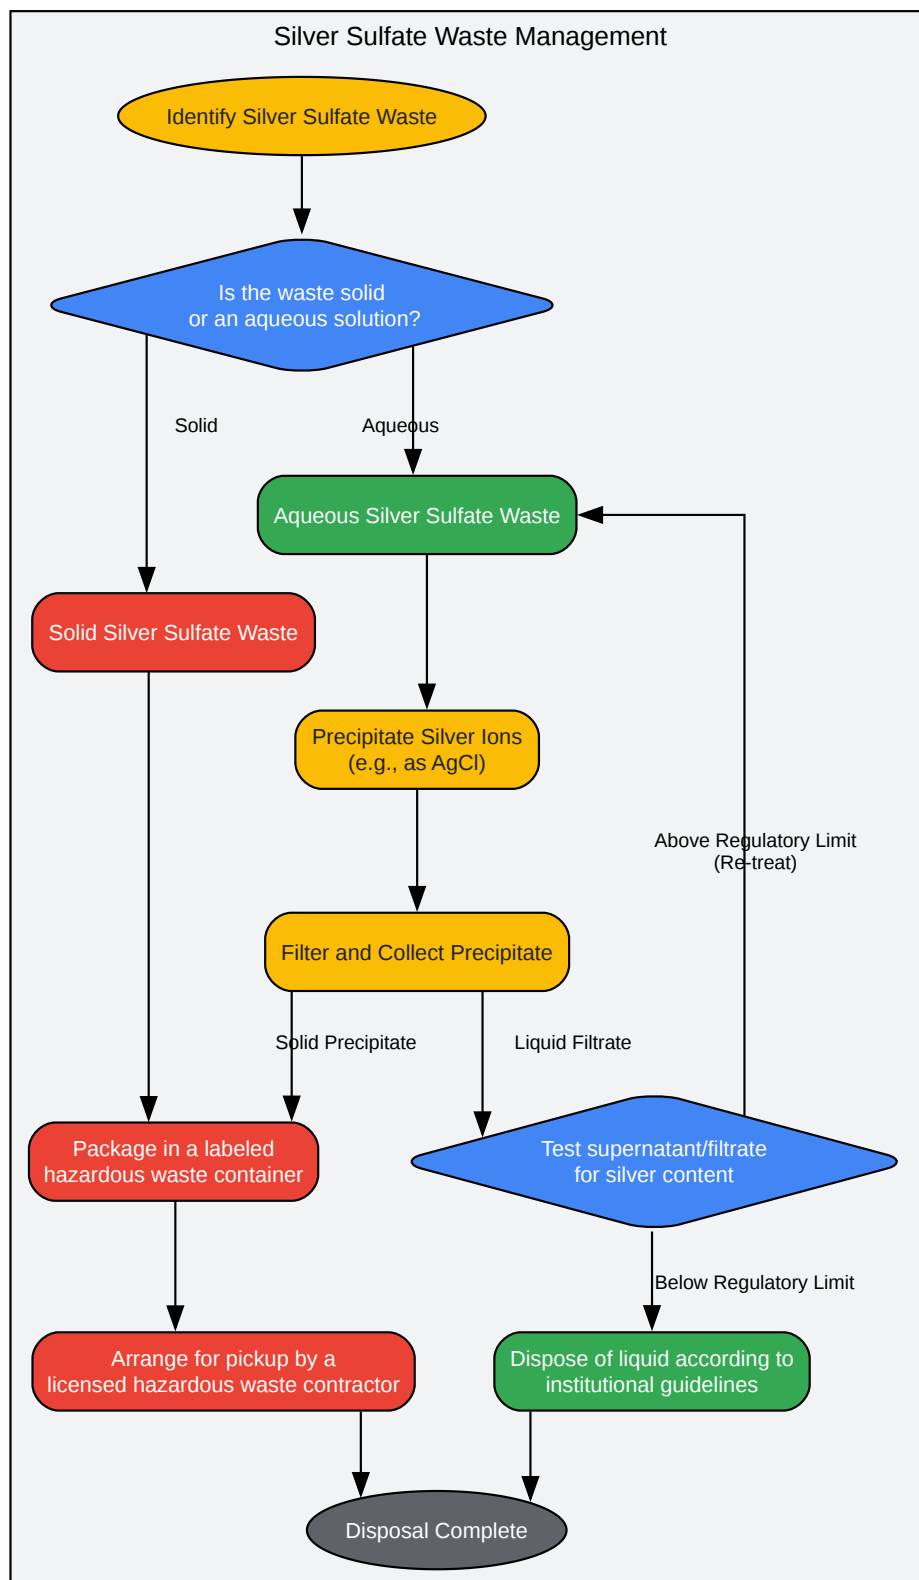 Silver Sulfate Waste Management
Identify Silver Sulfate Waste
Is the waste solid
or an aqueous solution?
Solid
Aqueous
Aqueous Silver Sulfate Waste
Solid Silver Sulfate Waste
Precipitate Silver Ions
(e.g., as AgCl)
Above Regulatory Limit
(Re-treat)
Filter and Collect Precipitate
Solid Precipitate
Liquid Filtrate
Package in a labeled
hazardous waste container
Test supernatant/filtrate
for silver content
Below Regulatory Limit
Arrange for pickup by a
licensed hazardous waste contractor
Dispose of liquid according to
institutional guidelines
Disposal Complete